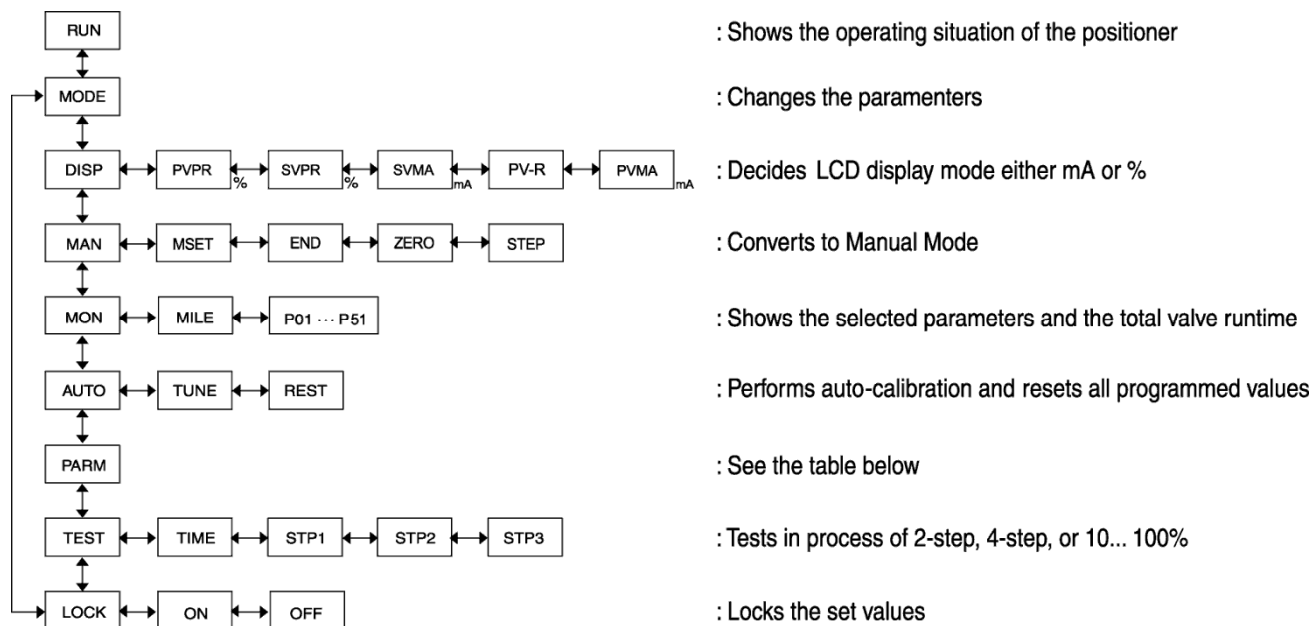 RUN : Shows the operating situation of the positioner
MODE : Changes the paramenters
DISP PVPR % SVPR % SVMA mA PV-R PVMA mA : Decides LCD display mode either mA or %
MAN MSET END ZERO STEP : Converts to Manual Mode
MON MILE P01 ··· P51 : Shows the selected parameters and the total valve runtime
AUTO TUNE REST : Performs auto-calibration and resets all programmed values
PARM : See the table below
TEST TIME STP1 STP2 STP3 : Tests in process of 2-step, 4-step, or 10... 100%
LOCK ON OFF : Locks the set values